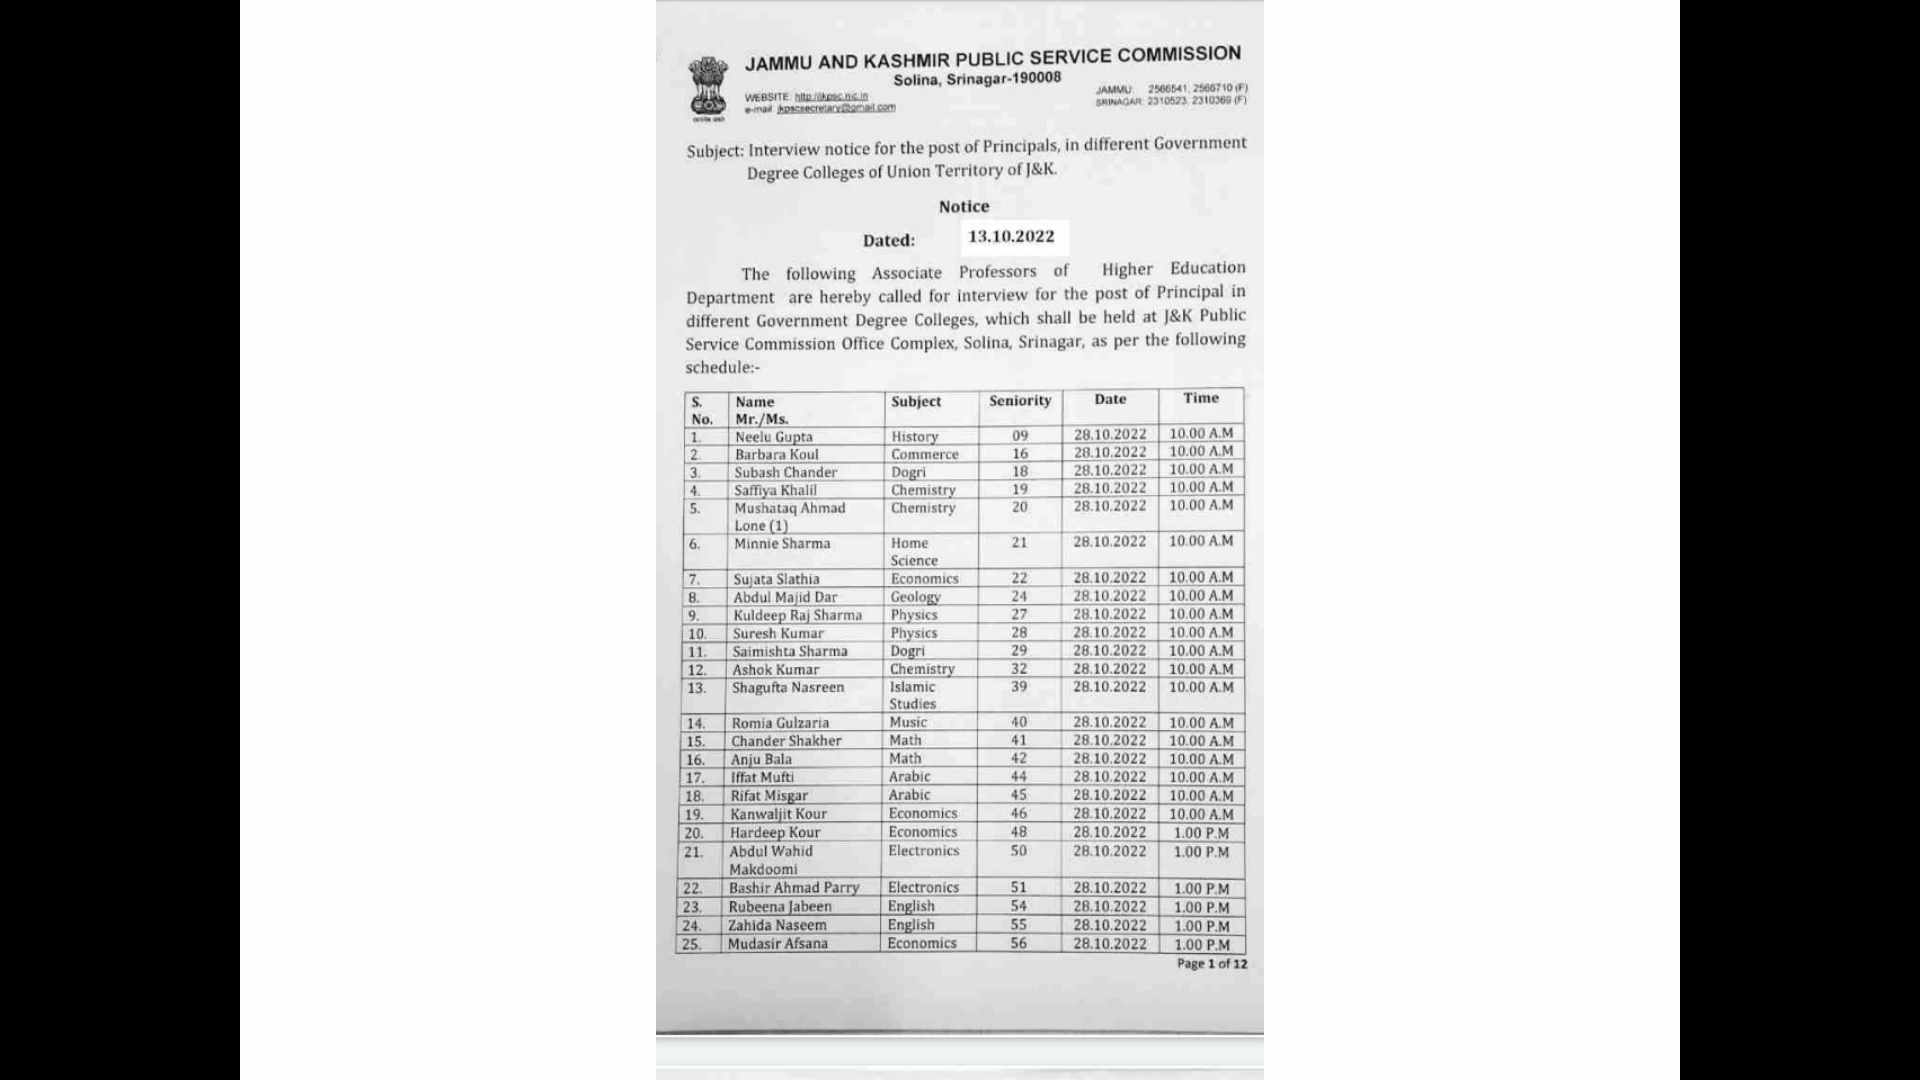 JAMMU AND KASHMIR PUBLIC SERVICE COMMISSION
Solina, Srinagar-190008
WEBSITE: http://jkpsc.nic.in
JAMMU: 2566541, 2566710 (F)
e-mail: jkpscsecretary@gmail.com
SRINAGAR: 2310523, 2310369 (F)
Subject: Interview notice for the post of Principals, in different Government
Degree Colleges of Union Territory of J&K.
Notice
Dated: 13.10.2022
The following Associate Professors of Higher Education
Department are hereby called for interview for the post of Principal in
different Government Degree Colleges, which shall be held at J&K Public
Service Commission Office Complex, Solina, Srinagar, as per the following
schedule:-
S. Name Subject Seniority Date Time
No. Mr./Ms.
1. Neelu Gupta History 09 28.10.2022 10.00 A.M
2. Barbara Koul Commerce 16 28.10.2022 10.00 A.M
3. Subash Chander Dogri 18 28.10.2022 10.00 A.M
4. Saffiya Khalil Chemistry 19 28.10.2022 10.00 A.M
5. Mushataq Ahmad Chemistry 20 28.10.2022 10.00 A.M
Lone (1)
6. Minnie Sharma Home 21 28.10.2022 10.00 A.M
Science
7. Sujata Slathia Economics 22 28.10.2022 10.00 A.M
8. Abdul Majid Dar Geology 24 28.10.2022 10.00 A.M
9. Kuldeep Raj Sharma Physics 27 28.10.2022 10.00 A.M
10. Suresh Kumar Physics 28 28.10.2022 10.00 A.M
11. Saimishta Sharma Dogri 29 28.10.2022 10.00 A.M
12. Ashok Kumar Chemistry 32 28.10.2022 10.00 A.M
13. Shagufta Nasreen Islamic 39 28.10.2022 10.00 A.M
Studies
14. Romia Gulzaria Music 40 28.10.2022 10.00 A.M
15. Chander Shakher Math 41 28.10.2022 10.00 A.M
16. Anju Bala Math 42 28.10.2022 10.00 A.M
17. Iffat Mufti Arabic 44 28.10.2022 10.00 A.M
18. Rifat Misgar Arabic 45 28.10.2022 10.00 A.M
19. Kanwaljit Kour Economics 46 28.10.2022 10.00 A.M
20. Hardeep Kour Economics 48 28.10.2022 1.00 P.M
21. Abdul Wahid Electronics 50 28.10.2022 1.00 P.M
Makdoomi
22. Bashir Ahmad Parry Electronics 51 28.10.2022 1.00 P.M
23. Rubeena Jabeen English 54 28.10.2022 1.00 P.M
24. Zahida Naseem English 55 28.10.2022 1.00 P.M
25. Mudasir Afsana Economics 56 28.10.2022 1.00 P.M
Page 1 of 12